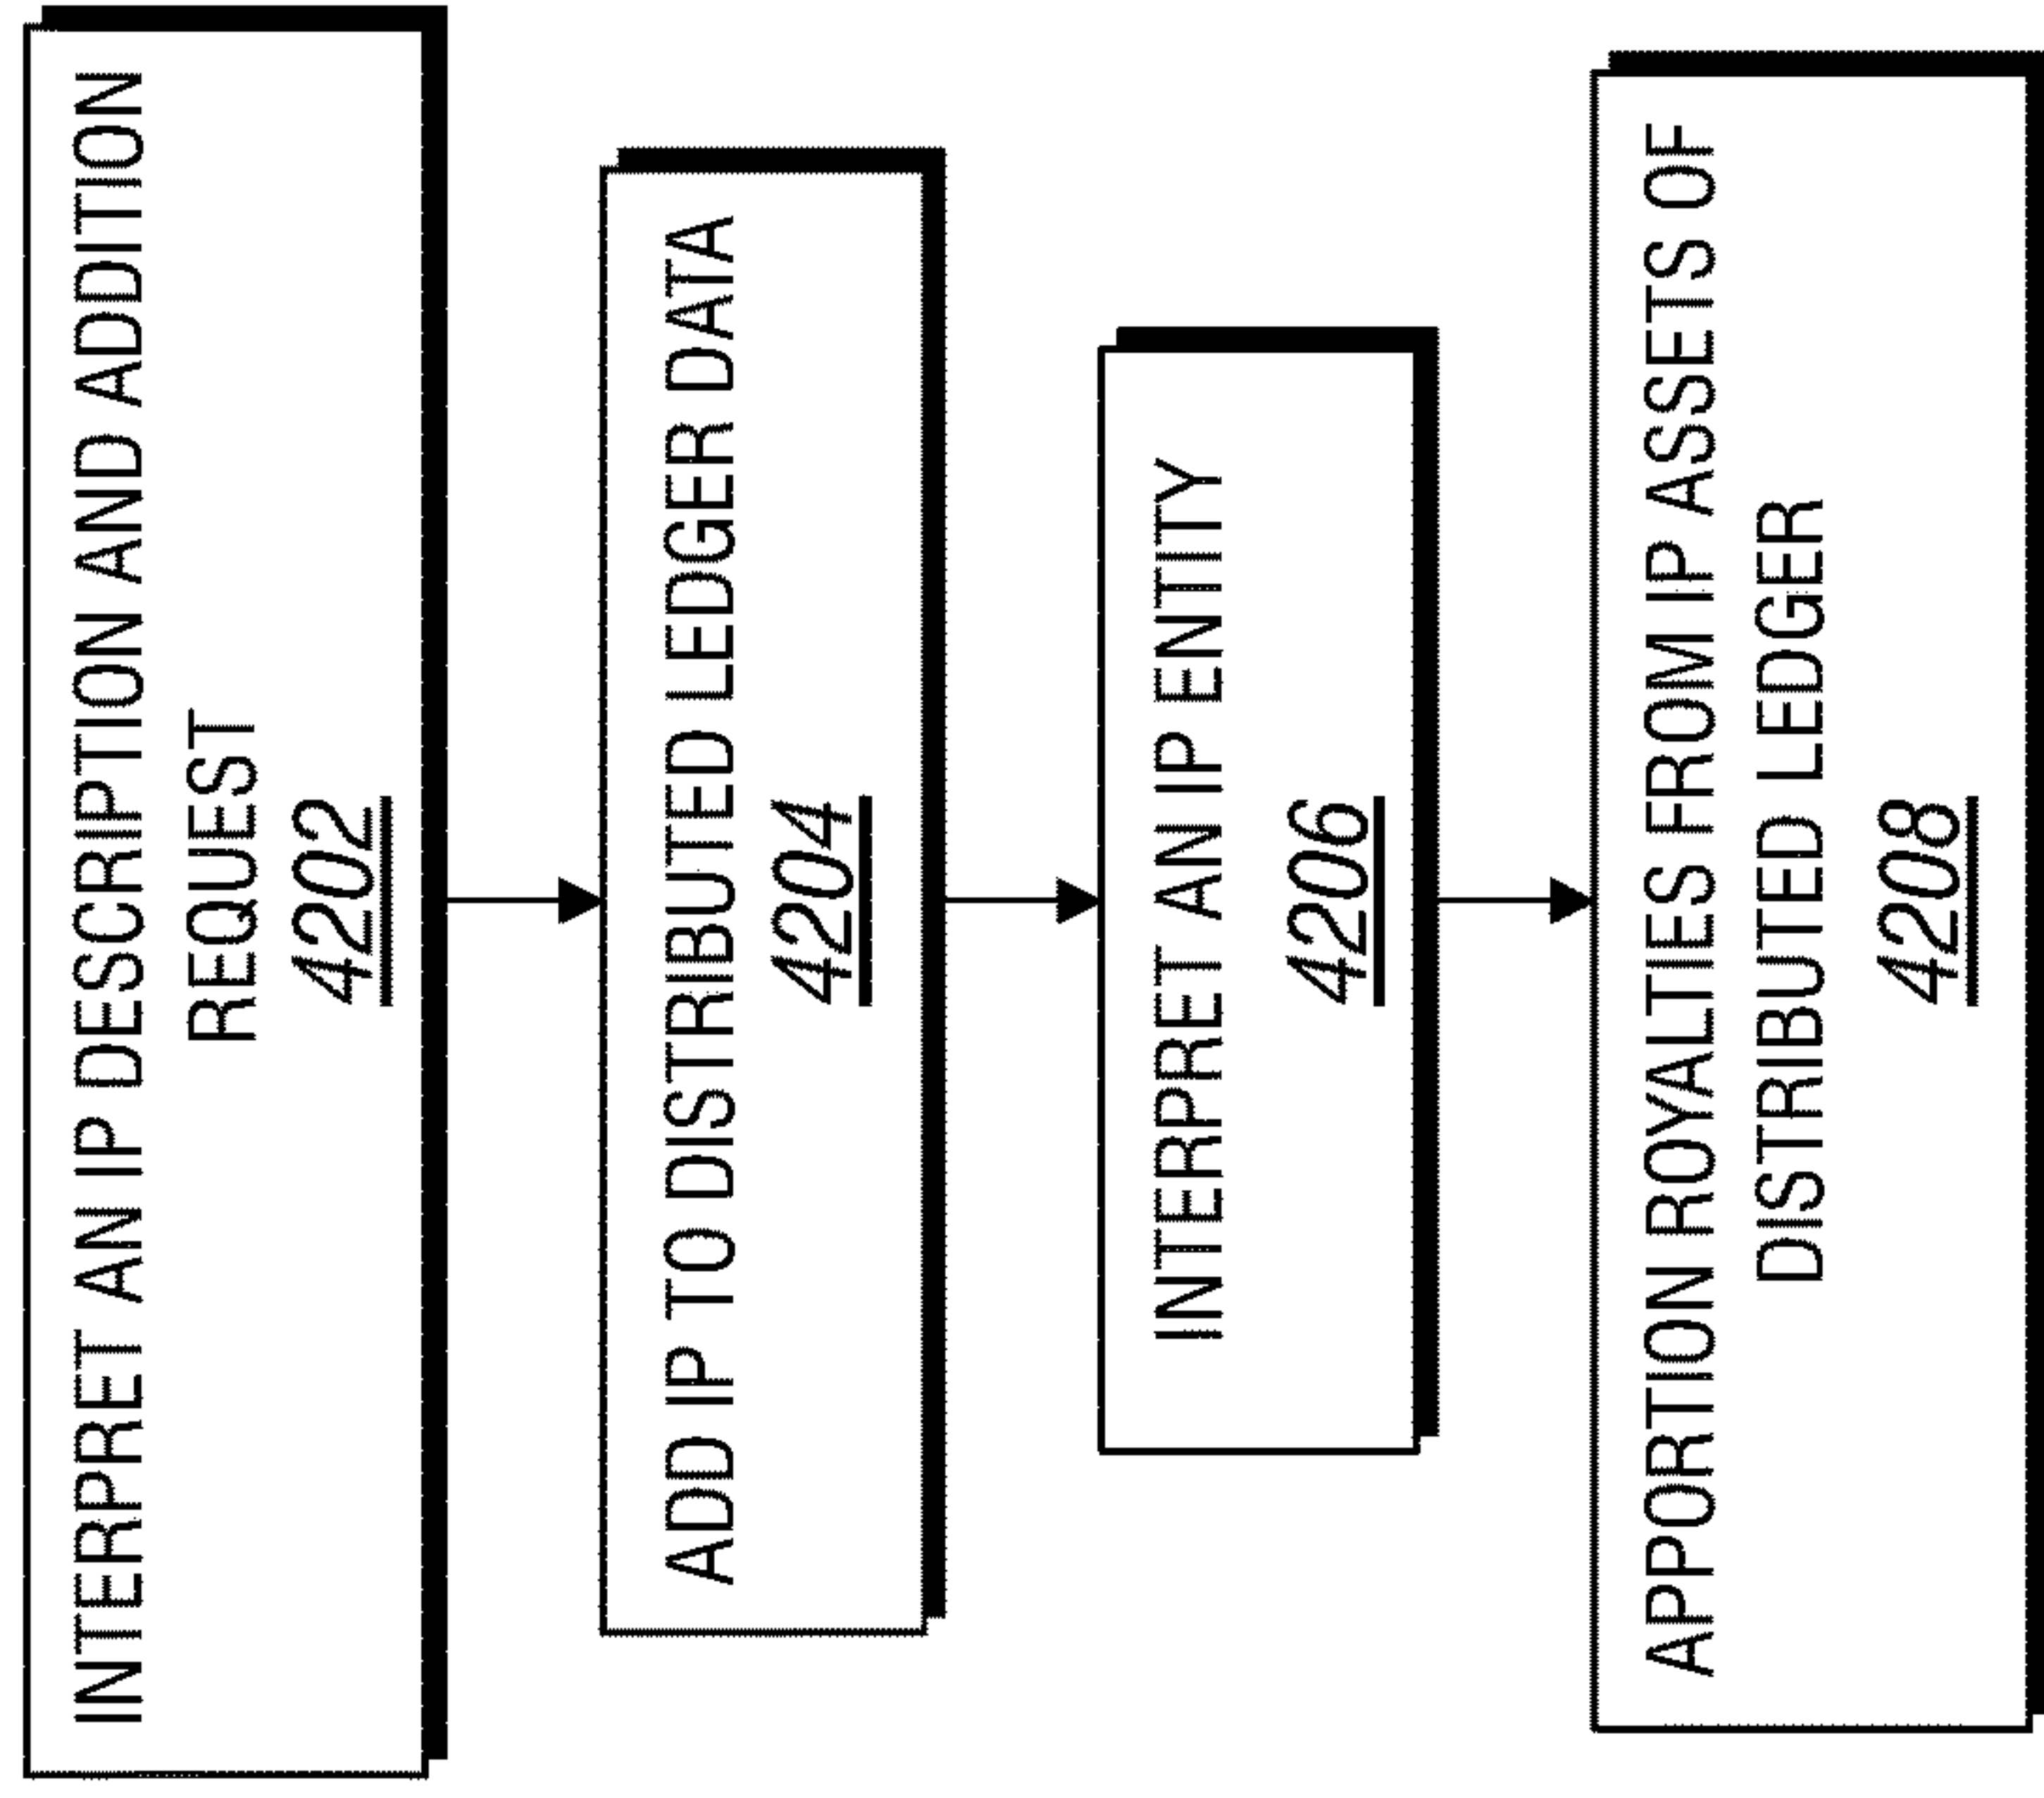 INTERPRET AN IP DESCRIPTION AND ADDITION
REQUEST
4202
ADD IP TO DISTRIBUTED LEDGER DATA
4204
INTERPRET AN IP ENTITY
4206
APPORTION ROYALTIES FROM IP ASSETS OF
DISTRIBUTED LEDGER
4208